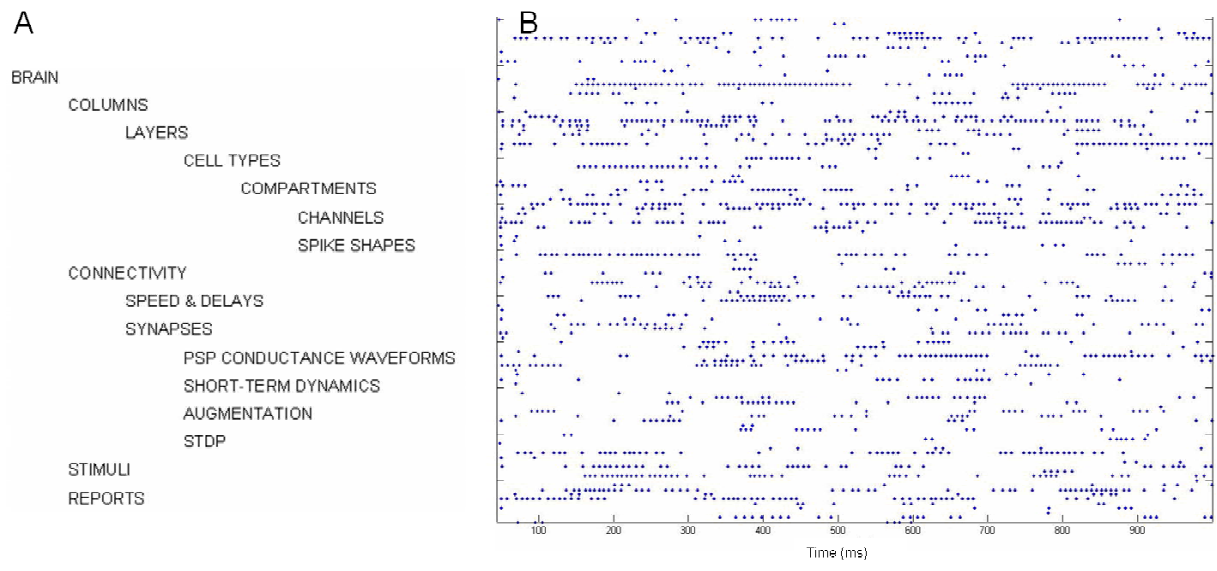 A
BRAIN
COLUMNS
LAYERS
CELL TYPES
COMPARTMENTS
CHANNELS
SPIKE SHAPES
CONNECTIVITY
SPEED & DELAYS
SYNAPSES
PSP CONDUCTANCE WAVEFORMS
SHORT-TERM DYNAMICS
AUGMENTATION
STDP
STIMULI
REPORTS
B
100 200 300 400 500 600 700 800 900
Time (ms)